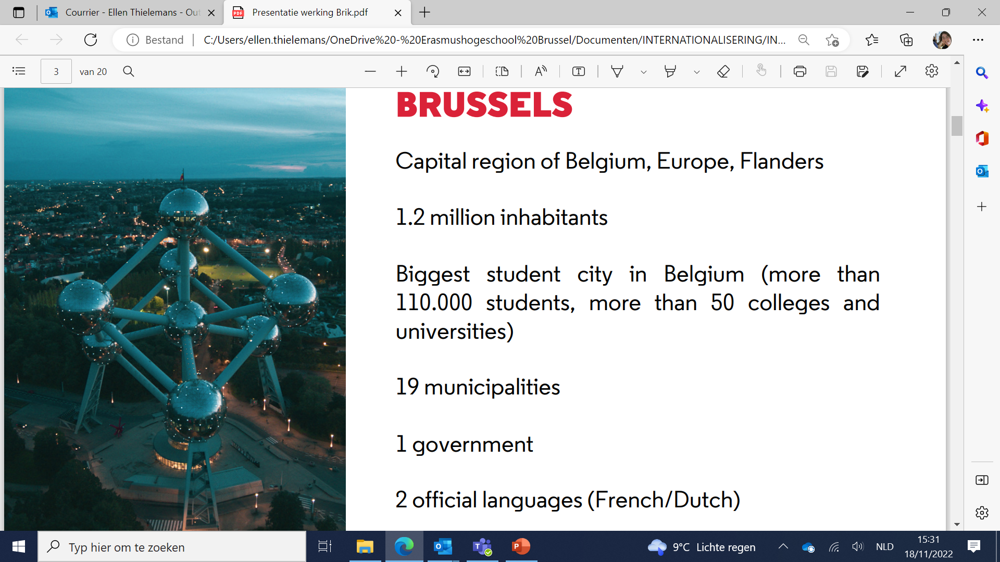 Courrier - Ellen Thielemans - Out
Presentatie werking Brik.pdf
Bestand
C:/Users/ellen.thielemans/OneDrive%20-%20Erasmushogeschool%20Brussel/Documenten/INTERNATIONALISERING/IN...
3 van 20
BRUSSELS
Capital region of Belgium, Europe, Flanders
1.2 million inhabitants
Biggest student city in Belgium (more than
110.000 students, more than 50 colleges and
universities)
19 municipalities
1 government
2 official languages (French/Dutch)
Typ hier om te zoeken
9°C Lichte regen
NLD
15:31
18/11/2022